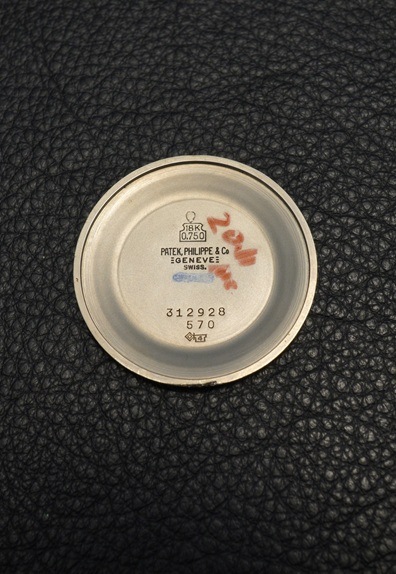 18K
0.750
PATEK, PHILIPPE & Co
GENEVE
SWISS.
312928
570